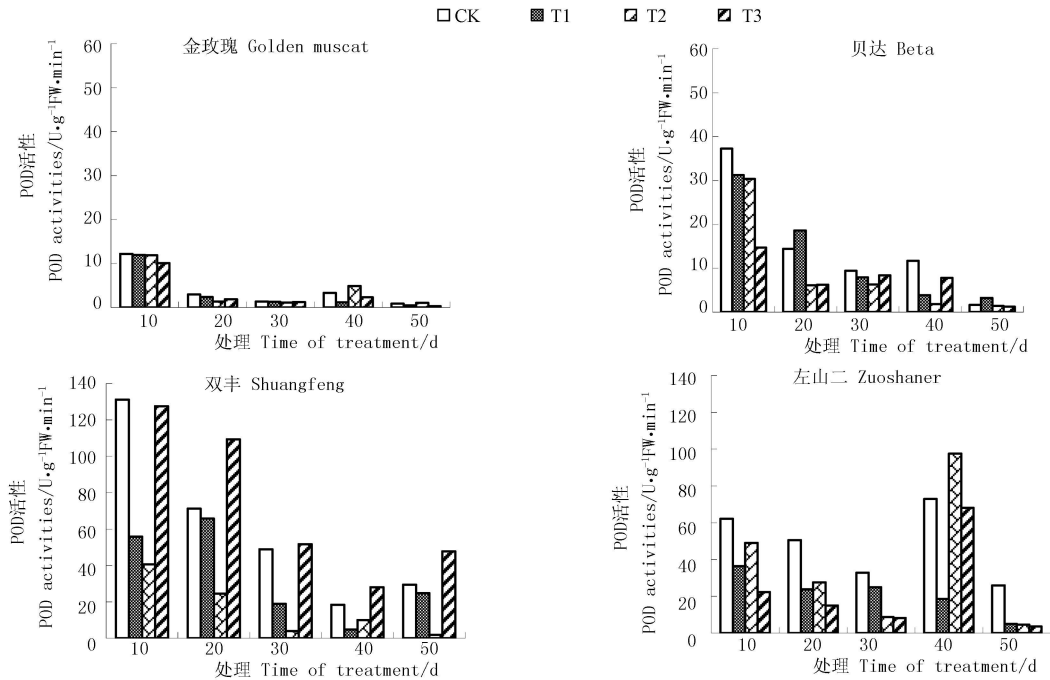 CK T1 T2 T3
金玫瑰 Golden muscat
POD活性
POD activities/U•g⁻¹FW•min⁻¹
60
50
40
30
20
10
0
10 20 30 40 50
处理 Time of treatment/d
贝达 Beta
POD活性
POD activities/U•g⁻¹FW•min⁻¹
60
50
40
30
20
10
0
10 20 30 40 50
处理 Time of treatment/d
双丰 Shuangfeng
POD活性
POD activities/U•g⁻¹FW•min⁻¹
140
120
100
80
60
40
20
0
10 20 30 40 50
处理 Time of treatment/d
左山二 Zuoshaner
POD活性
POD activities/U•g⁻¹FW•min⁻¹
140
120
100
80
60
40
20
0
10 20 30 40 50
处理 Time of treatment/d